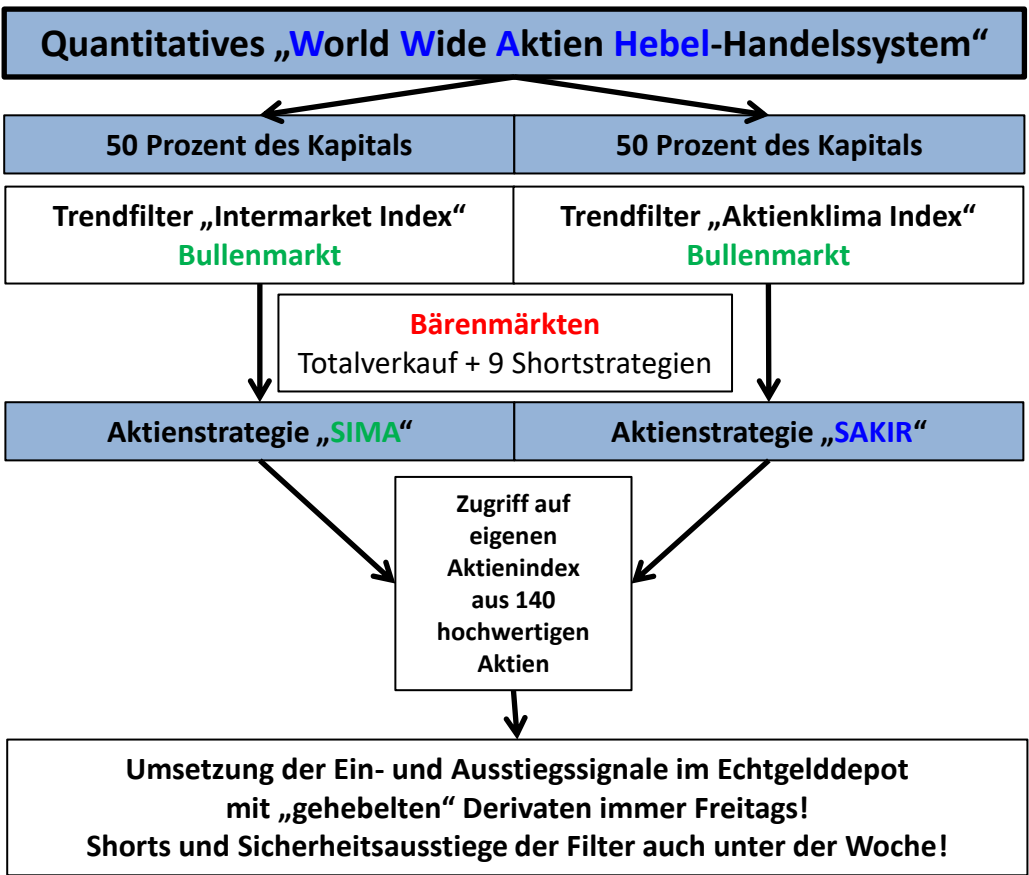 Quantitatives „World Wide Aktien Hebel-Handelssystem“
50 Prozent des Kapitals
50 Prozent des Kapitals
Trendfilter „Intermarket Index“
Bullenmarkt
Trendfilter „Aktienklima Index“
Bullenmarkt
Bärenmärkten
Totalverkauf + 9 Shortstrategien
Aktienstrategie „SIMA“
Aktienstrategie „SAKIR“
Zugriff auf
eigenen
Aktienindex
aus 140
hochwertigen
Aktien
Umsetzung der Ein- und Ausstiegssignale im Echtgelddepot
mit „gehebelten“ Derivaten immer Freitags!
Shorts und Sicherheitsausstiege der Filter auch unter der Woche!